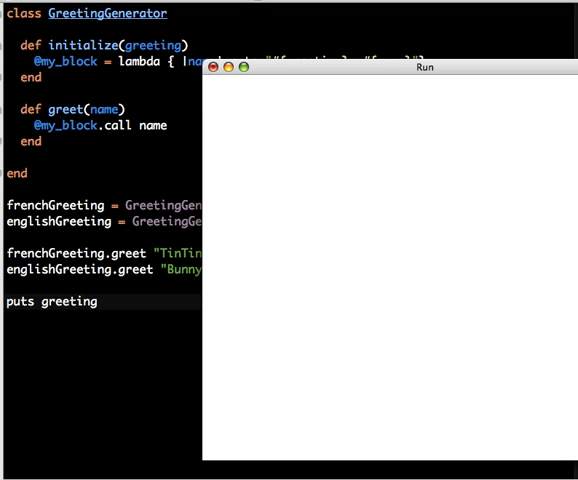 class GreetingGenerator
def initialize(greeting)
@my_block = lambda { |
Run
end
def greet(name)
@my_block.call name
end
end
frenchGreeting = GreetingGen
englishGreeting = GreetingGe
frenchGreeting.greet "TinTin
englishGreeting.greet "Bunny
puts greeting